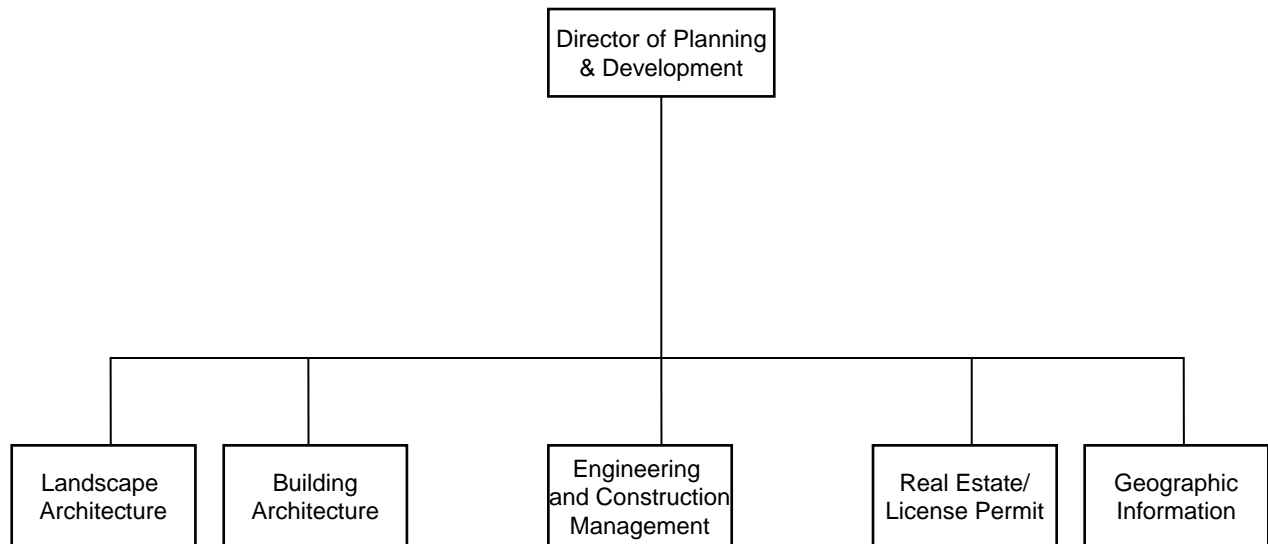 Director of Planning
& Development
Landscape
Architecture
Building
Architecture
Engineering
and Construction
Management
Real Estate/
License Permit
Geographic
Information